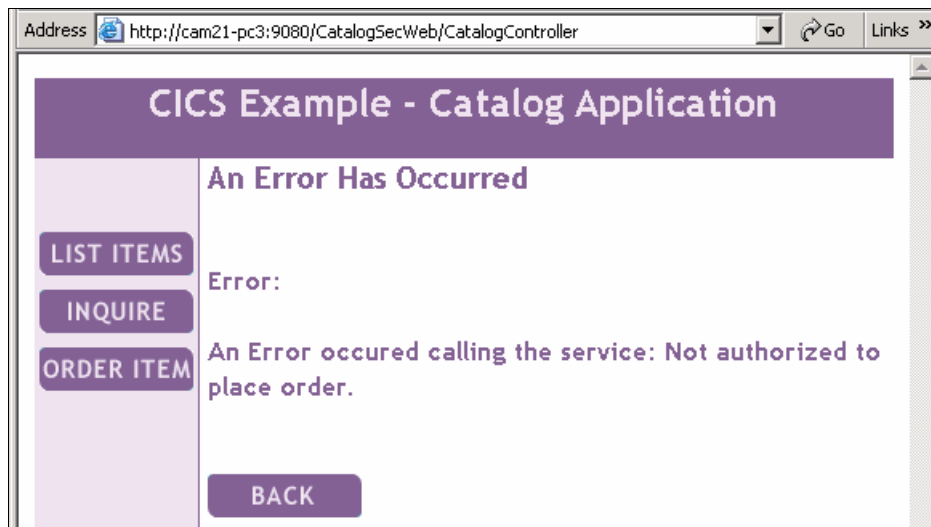 Address http://cam21-pc3:9080/CatalogSecWeb/CatalogController Go Links »
CICS Example - Catalog Application
An Error Has Occurred
LIST ITEMS
INQUIRE
ORDER ITEM
Error:
An Error occured calling the service: Not authorized to
place order.
BACK